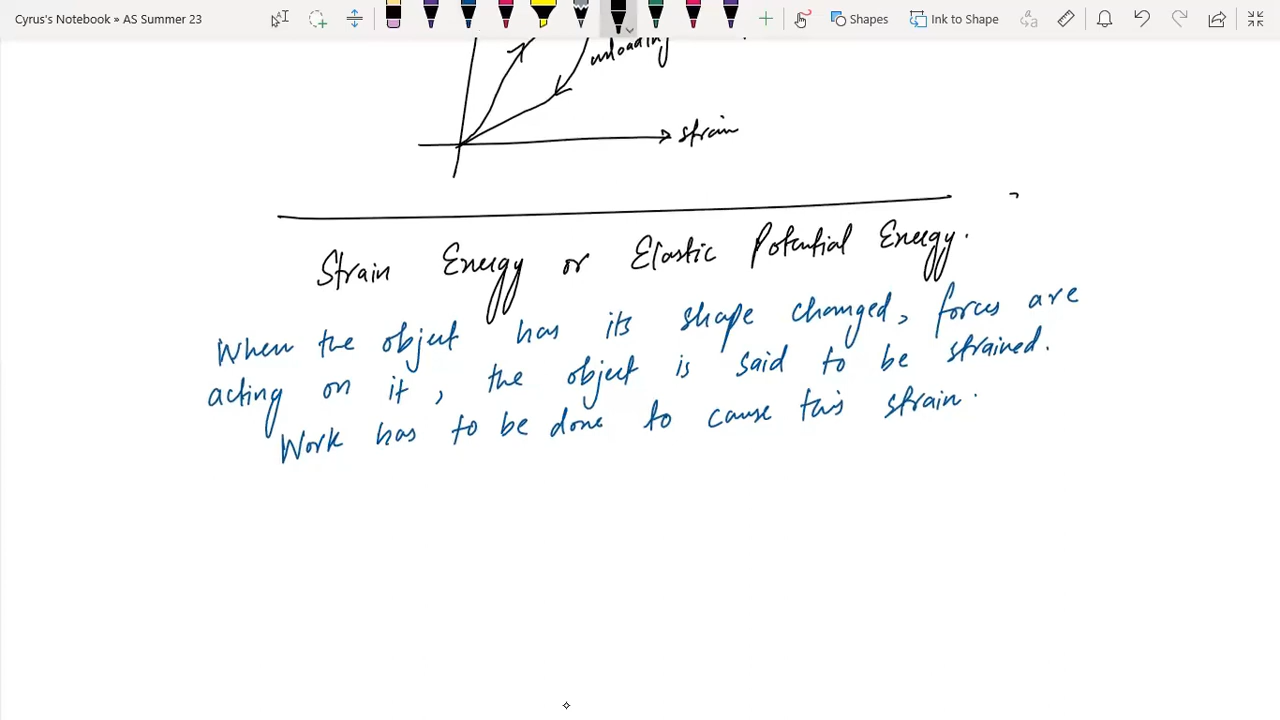 Cyrus's Notebook » AS Summer 23
Shapes
Ink to Shape
unloading
strain
Strain Energy or Elastic Potential Energy.
When the object has its shape changed, forces are
acting on it, the object is said to be strained.
Work has to be done to cause this strain.